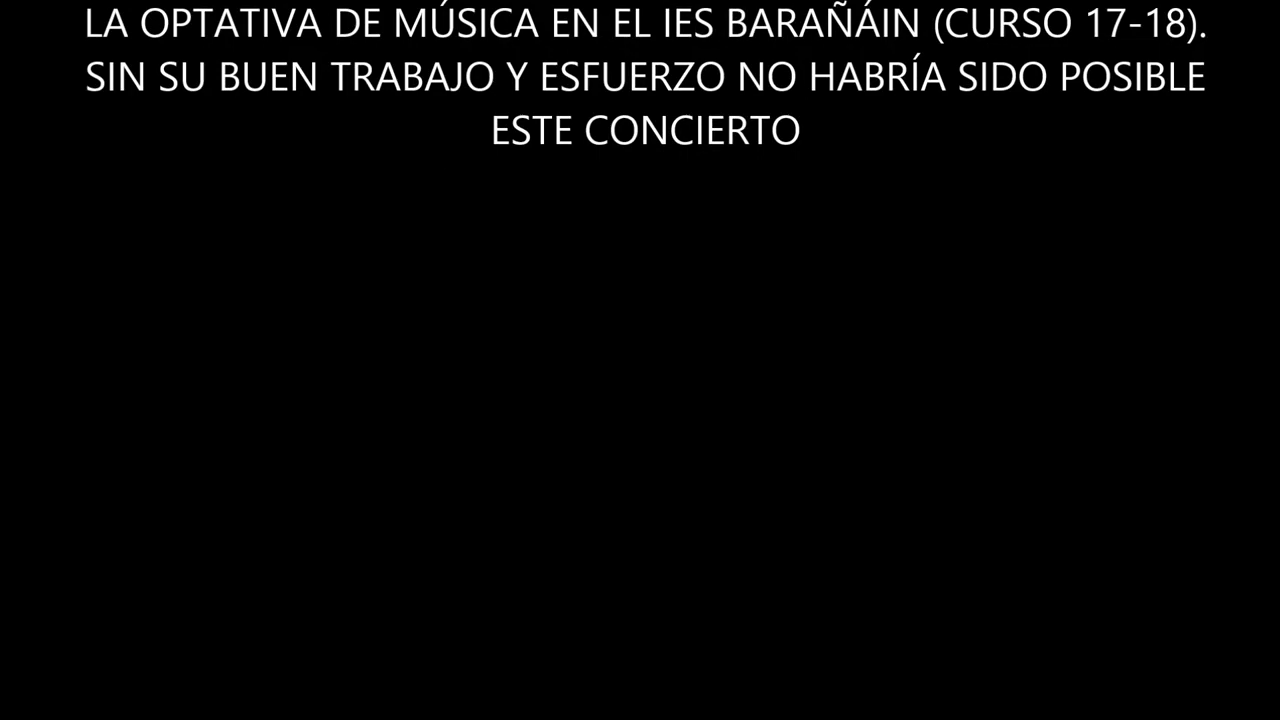 LA OPTATIVA DE MÚSICA EN EL IES BARAÑÁIN (CURSO 17-18).
SIN SU BUEN TRABAJO Y ESFUERZO NO HABRÍA SIDO POSIBLE
ESTE CONCIERTO